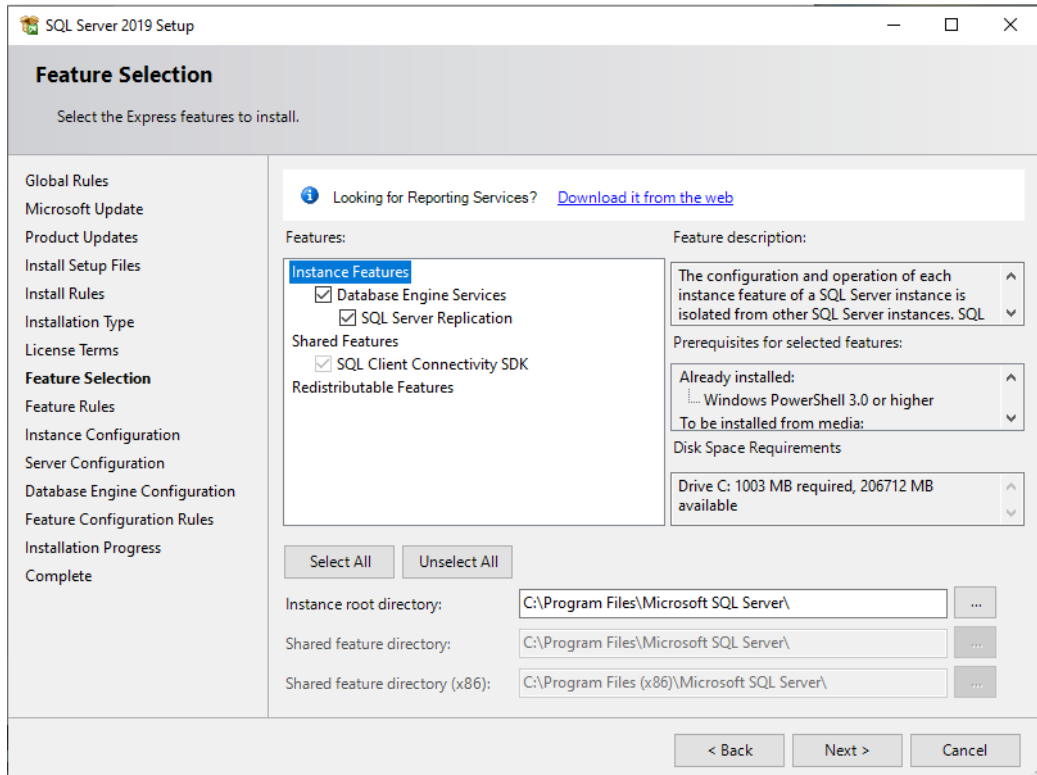 SQL Server 2019 Setup
Feature Selection
Select the Express features to install.
Global Rules
Microsoft Update
Product Updates
Install Setup Files
Install Rules
Installation Type
License Terms
Feature Selection
Feature Rules
Instance Configuration
Server Configuration
Database Engine Configuration
Feature Configuration Rules
Installation Progress
Complete
Looking for Reporting Services? Download it from the web
Features:
Instance Features
Database Engine Services
SQL Server Replication
Shared Features
SQL Client Connectivity SDK
Redistributable Features
Feature description:
The configuration and operation of each
instance feature of a SQL Server instance is
isolated from other SQL Server instances. SQL
Prerequisites for selected features:
Already installed:
Windows PowerShell 3.0 or higher
To be installed from media:
Disk Space Requirements
Drive C: 1003 MB required, 206712 MB
available
Select All
Unselect All
Instance root directory:
C:\Program Files\Microsoft SQL Server\
...
Shared feature directory:
C:\Program Files\Microsoft SQL Server\
...
Shared feature directory (x86):
C:\Program Files (x86)\Microsoft SQL Server\
...
< Back
Next >
Cancel